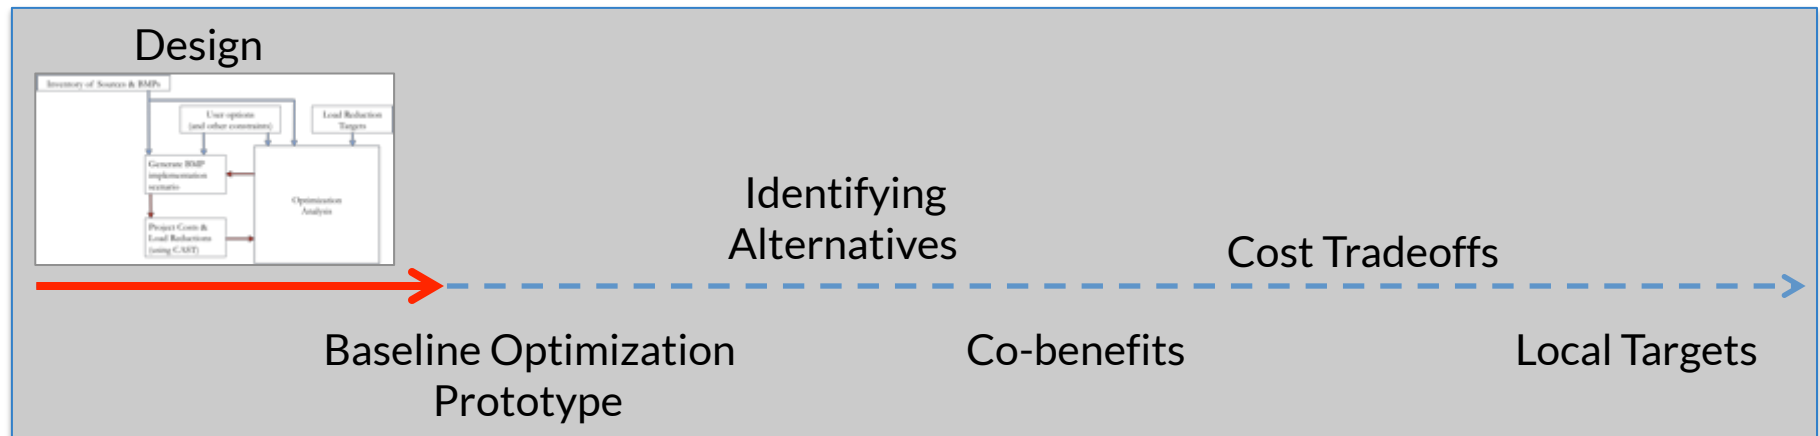 Design
Inventory of Sources & BMPs
User options
(and other constraints)
Load Reduction
Targets
Generate BMP
implementation
scenario
Optimization
Analysis
Project Costs &
Load Reductions
(using CAST)
Identifying
Alternatives
Cost Tradeoffs
Baseline Optimization
Prototype
Co-benefits
Local Targets